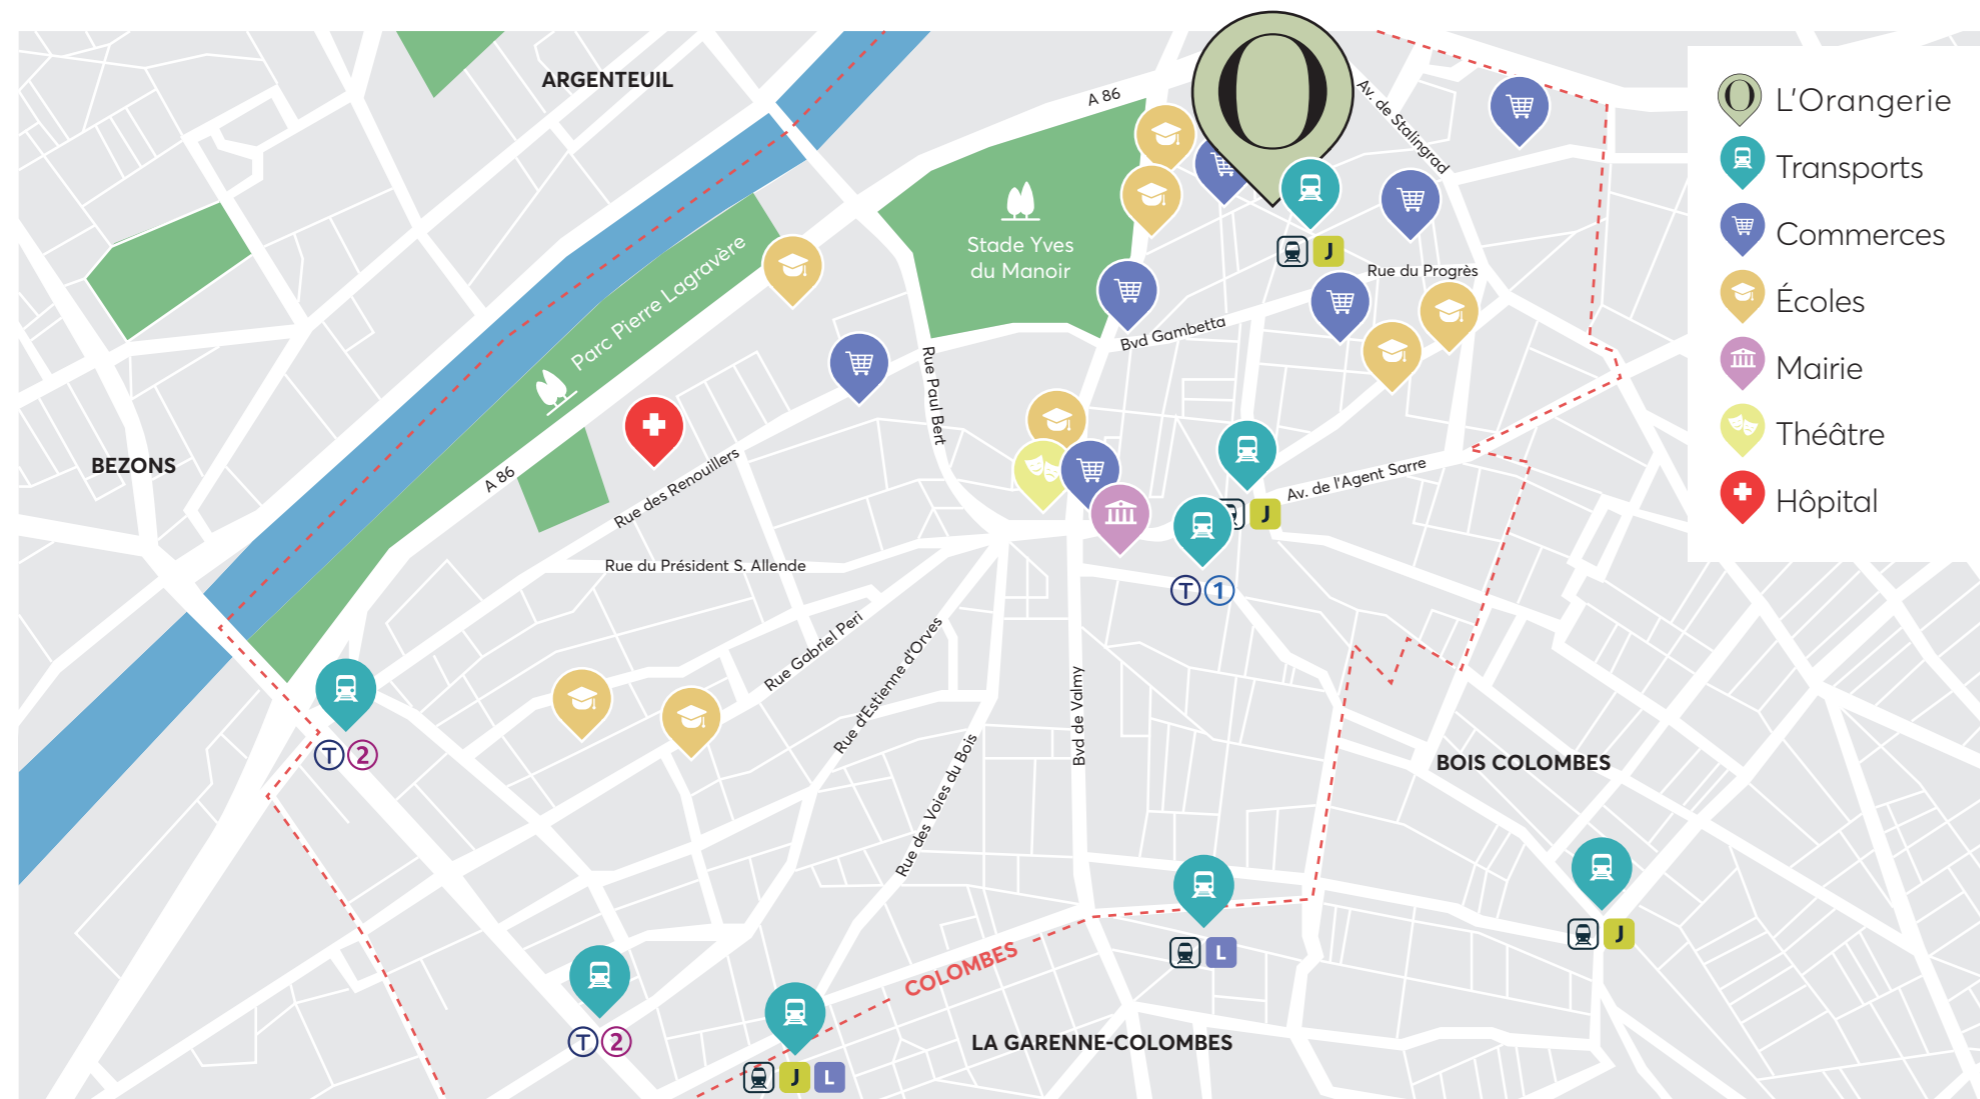 ARGENTEUIL
A 86
O
Av. de Stalingrad
Stade Yves
du Manoir
J
Rue du Progrès
Parc Pierre Lagravère
Bvd Gambetta
Rue Paul Bert
BEZONS
A 86
Rue des Renouillers
Av. de l'Agent Sarre
J
Rue du Président S. Allende
T 1
Rue Gabriel Peri
Rue d'Estienne d'Orves
Bvd de Valmy
T 2
Rue des Voies du Bois
BOIS COLOMBES
J
L
COLOMBES
T 2
LA GARENNE-COLOMBES
J L
O L'Orangerie
Transports
Commerces
Écoles
Mairie
Théâtre
Hôpital